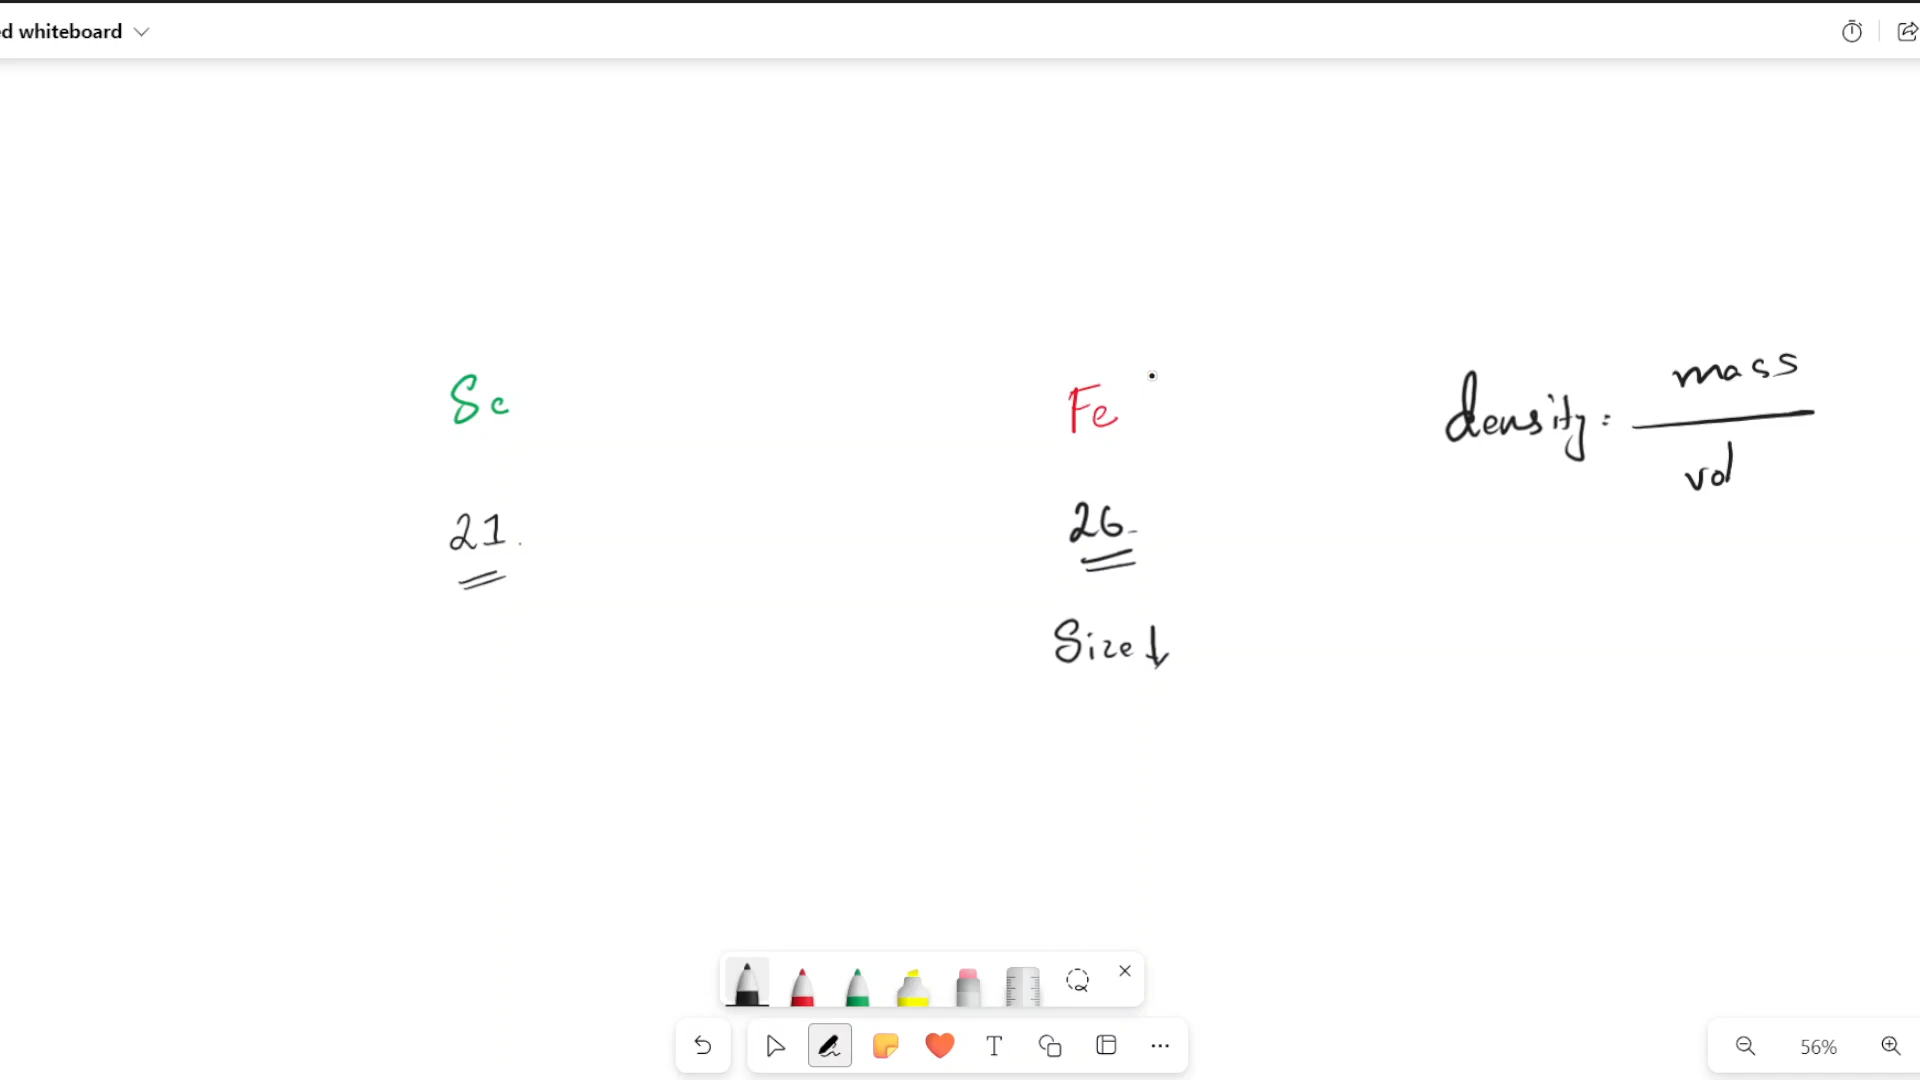 d whiteboard
Sc
Fe
density = mass
vol
21.
26
Size ↓
56%